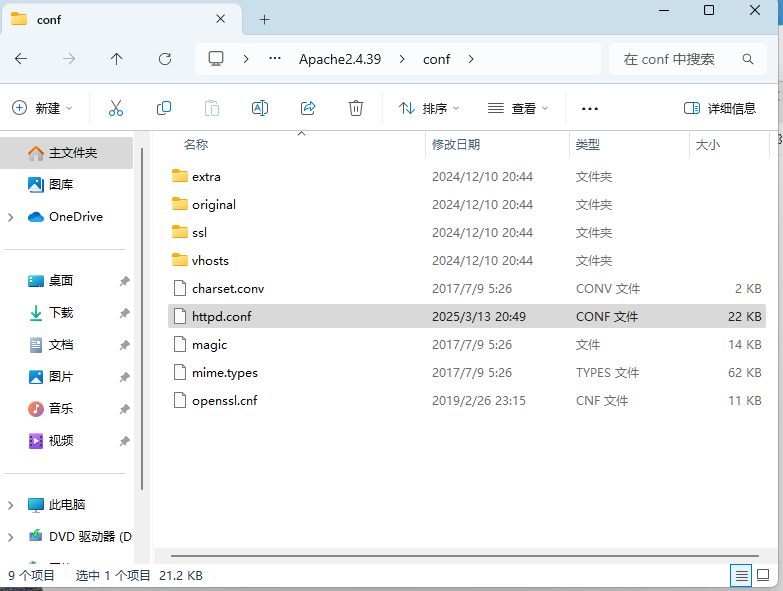 conf
Apache2.4.39 conf
在 conf 中搜索
新建 排序 查看 详细信息
主文件夹
图库
OneDrive
桌面
下载
文档
图片
音乐
视频
此电脑
DVD 驱动器 (D:
名称 修改日期 类型 大小
extra 2024/12/10 20:44 文件夹
original 2024/12/10 20:44 文件夹
ssl 2024/12/10 20:44 文件夹
vhosts 2024/12/10 20:44 文件夹
charset.conv 2017/7/9 5:26 CONV 文件 2 KB
httpd.conf 2025/3/13 20:49 CONF 文件 22 KB
magic 2017/7/9 5:26 文件 14 KB
mime.types 2017/7/9 5:26 TYPES 文件 62 KB
openssl.cnf 2019/2/26 23:15 CNF 文件 11 KB
9 个项目 选中 1 个项目 21.2 KB